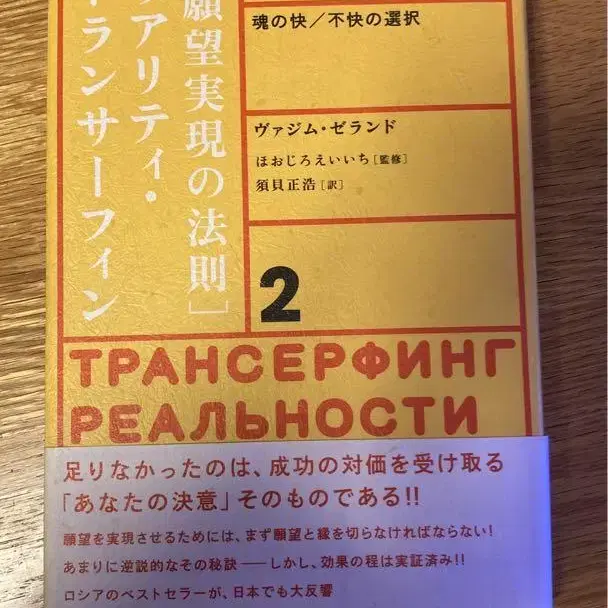 願望実現の法則］
リアリティ・
トランサーフィン
魂の快／不快の選択
ヴァジム・ゼランド
ほおじろえいいち［監修］
須貝正浩［訳］
2
ТРАНСЕРФИНГ
РЕАЛЬНОСТИ
足りなかったのは、成功の対価を受け取る
「あなたの決意」そのものである!!
願望を実現させるためには、まず願望と縁を切らなければならない!
あまりに逆説的なその秘訣――しかし、効果の程は実証済み!!
ロシアのベストセラーが、日本でも大反響